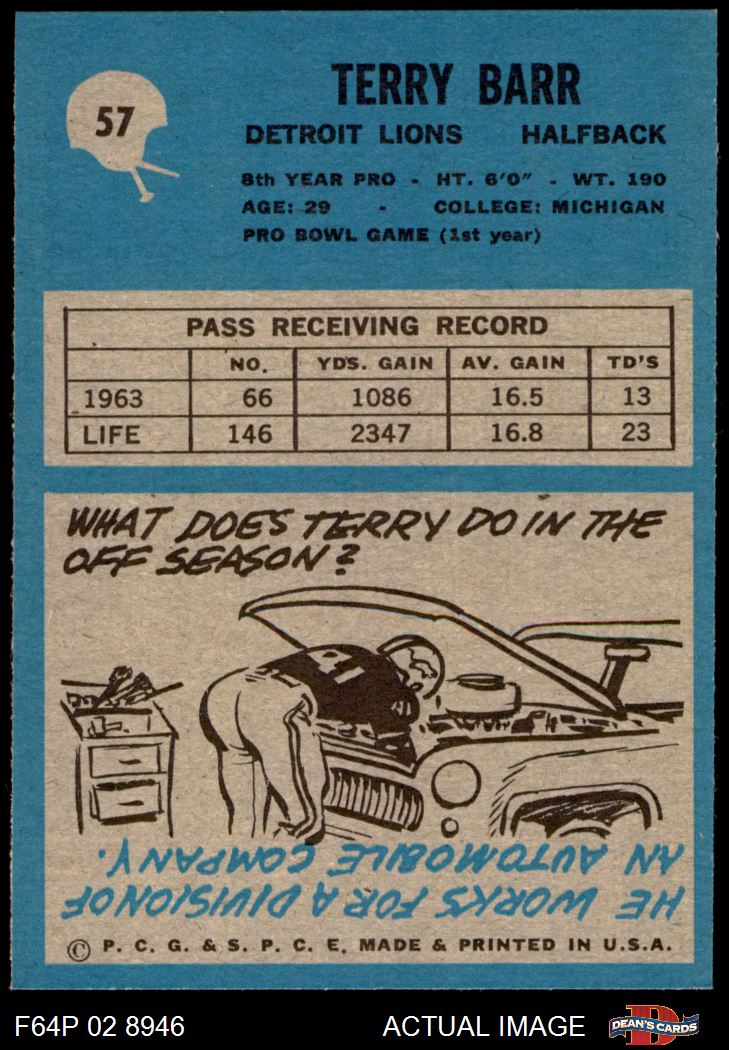 57
TERRY BARR
DETROIT LIONS HALFBACK
8th YEAR PRO - HT. 6'0" - WT. 190
AGE: 29 - COLLEGE: MICHIGAN
PRO BOWL GAME (1st year)
PASS RECEIVING RECORD
NO. YDS. GAIN AV. GAIN TD'S
1963 66 1086 16.5 13
LIFE 146 2347 16.8 23
WHAT DOES TERRY DO IN THE
OFF SEASON?
HE WORKS FOR A DIVISION OF
AN AUTOMOBILE COMPANY.
© P. C. G. & S. P. C. E. MADE & PRINTED IN U.S.A.
F64P 02 8946 ACTUAL IMAGE
D
DEAN'S CARDS